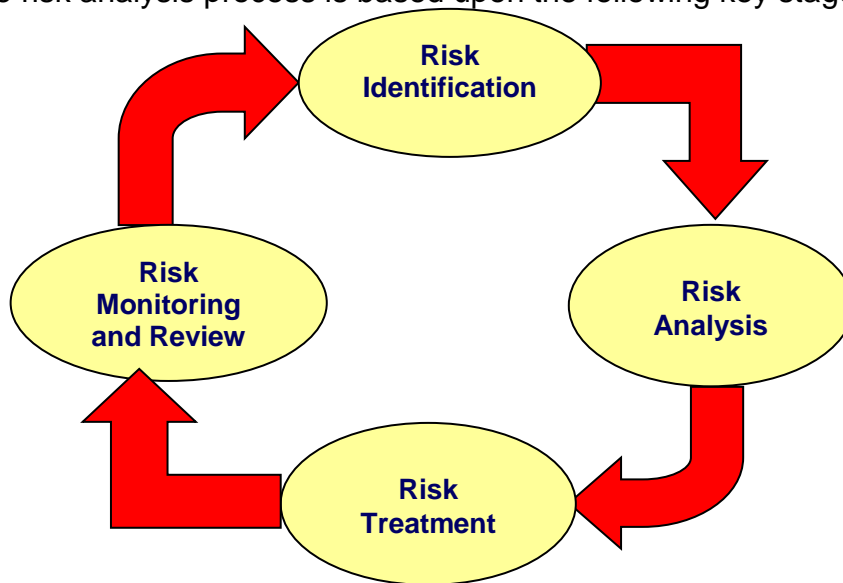 risk analysis process is based upon the following key stage
Risk
Identification
Risk
Analysis
Risk
Monitoring
and Review
Risk
Treatment